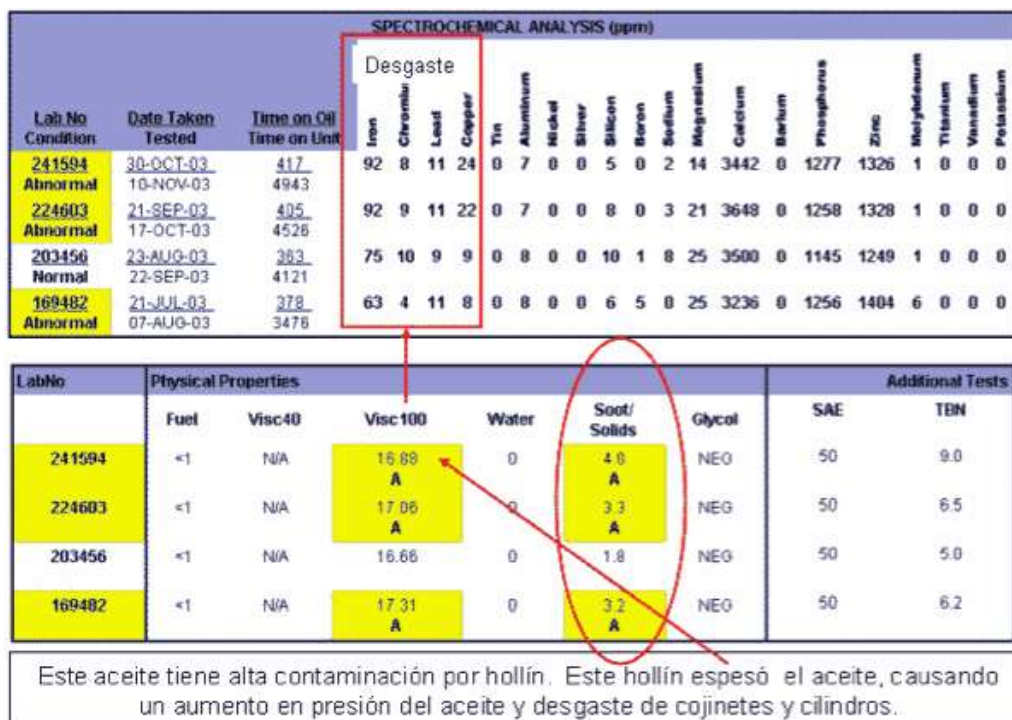 SPECTROCHEMICAL ANALYSIS (ppm)
Desgaste
Lab No Date Taken Time on Oil Iron Chromiu Lead Copper Tin Aluminum Nickel Silver Silicon Boron Sodium Magnesium Calcium Barium Phosphorus Zinc Molybdenum Titanium Vanadium Potassium
Condition Tested Time on Unit
241594 30-OCT-03 417 92 8 11 24 0 7 0 0 5 0 2 14 3442 0 1277 1326 1 0 0 0
Abnormal 10-NOV-03 4943
224603 21-SEP-03 405 92 9 11 22 0 7 0 0 8 0 3 21 3648 0 1258 1328 1 0 0 0
Abnormal 17-OCT-03 4526
203456 23-AUG-03 363 75 10 9 9 0 8 0 0 10 1 8 25 3500 0 1145 1249 1 0 0 0
Normal 22-SEP-03 4121
169482 21-JUL-03 378 63 4 11 8 0 8 0 0 6 5 0 25 3236 0 1256 1404 6 0 0 0
Abnormal 07-AUG-03 3476
LabNo Physical Properties Additional Tests
Fuel Visc40 Visc100 Water Soot/ Glycol SAE TBN
Solids
241594 <1 N/A 16.88 0 NEG 50 9.0
A A
224603 <1 N/A 17.06 0 3.3 NEG 50 6.5
A A
203456 <1 N/A 16.66 0 1.8 NEG 50 5.0
169482 <1 N/A 17.31 0 3.2 NEG 50 6.2
A A
Este aceite tiene alta contaminación por hollín. Este hollín espesó el aceite, causando
un aumento en presión del aceite y desgaste de cojinetes y cilindros.